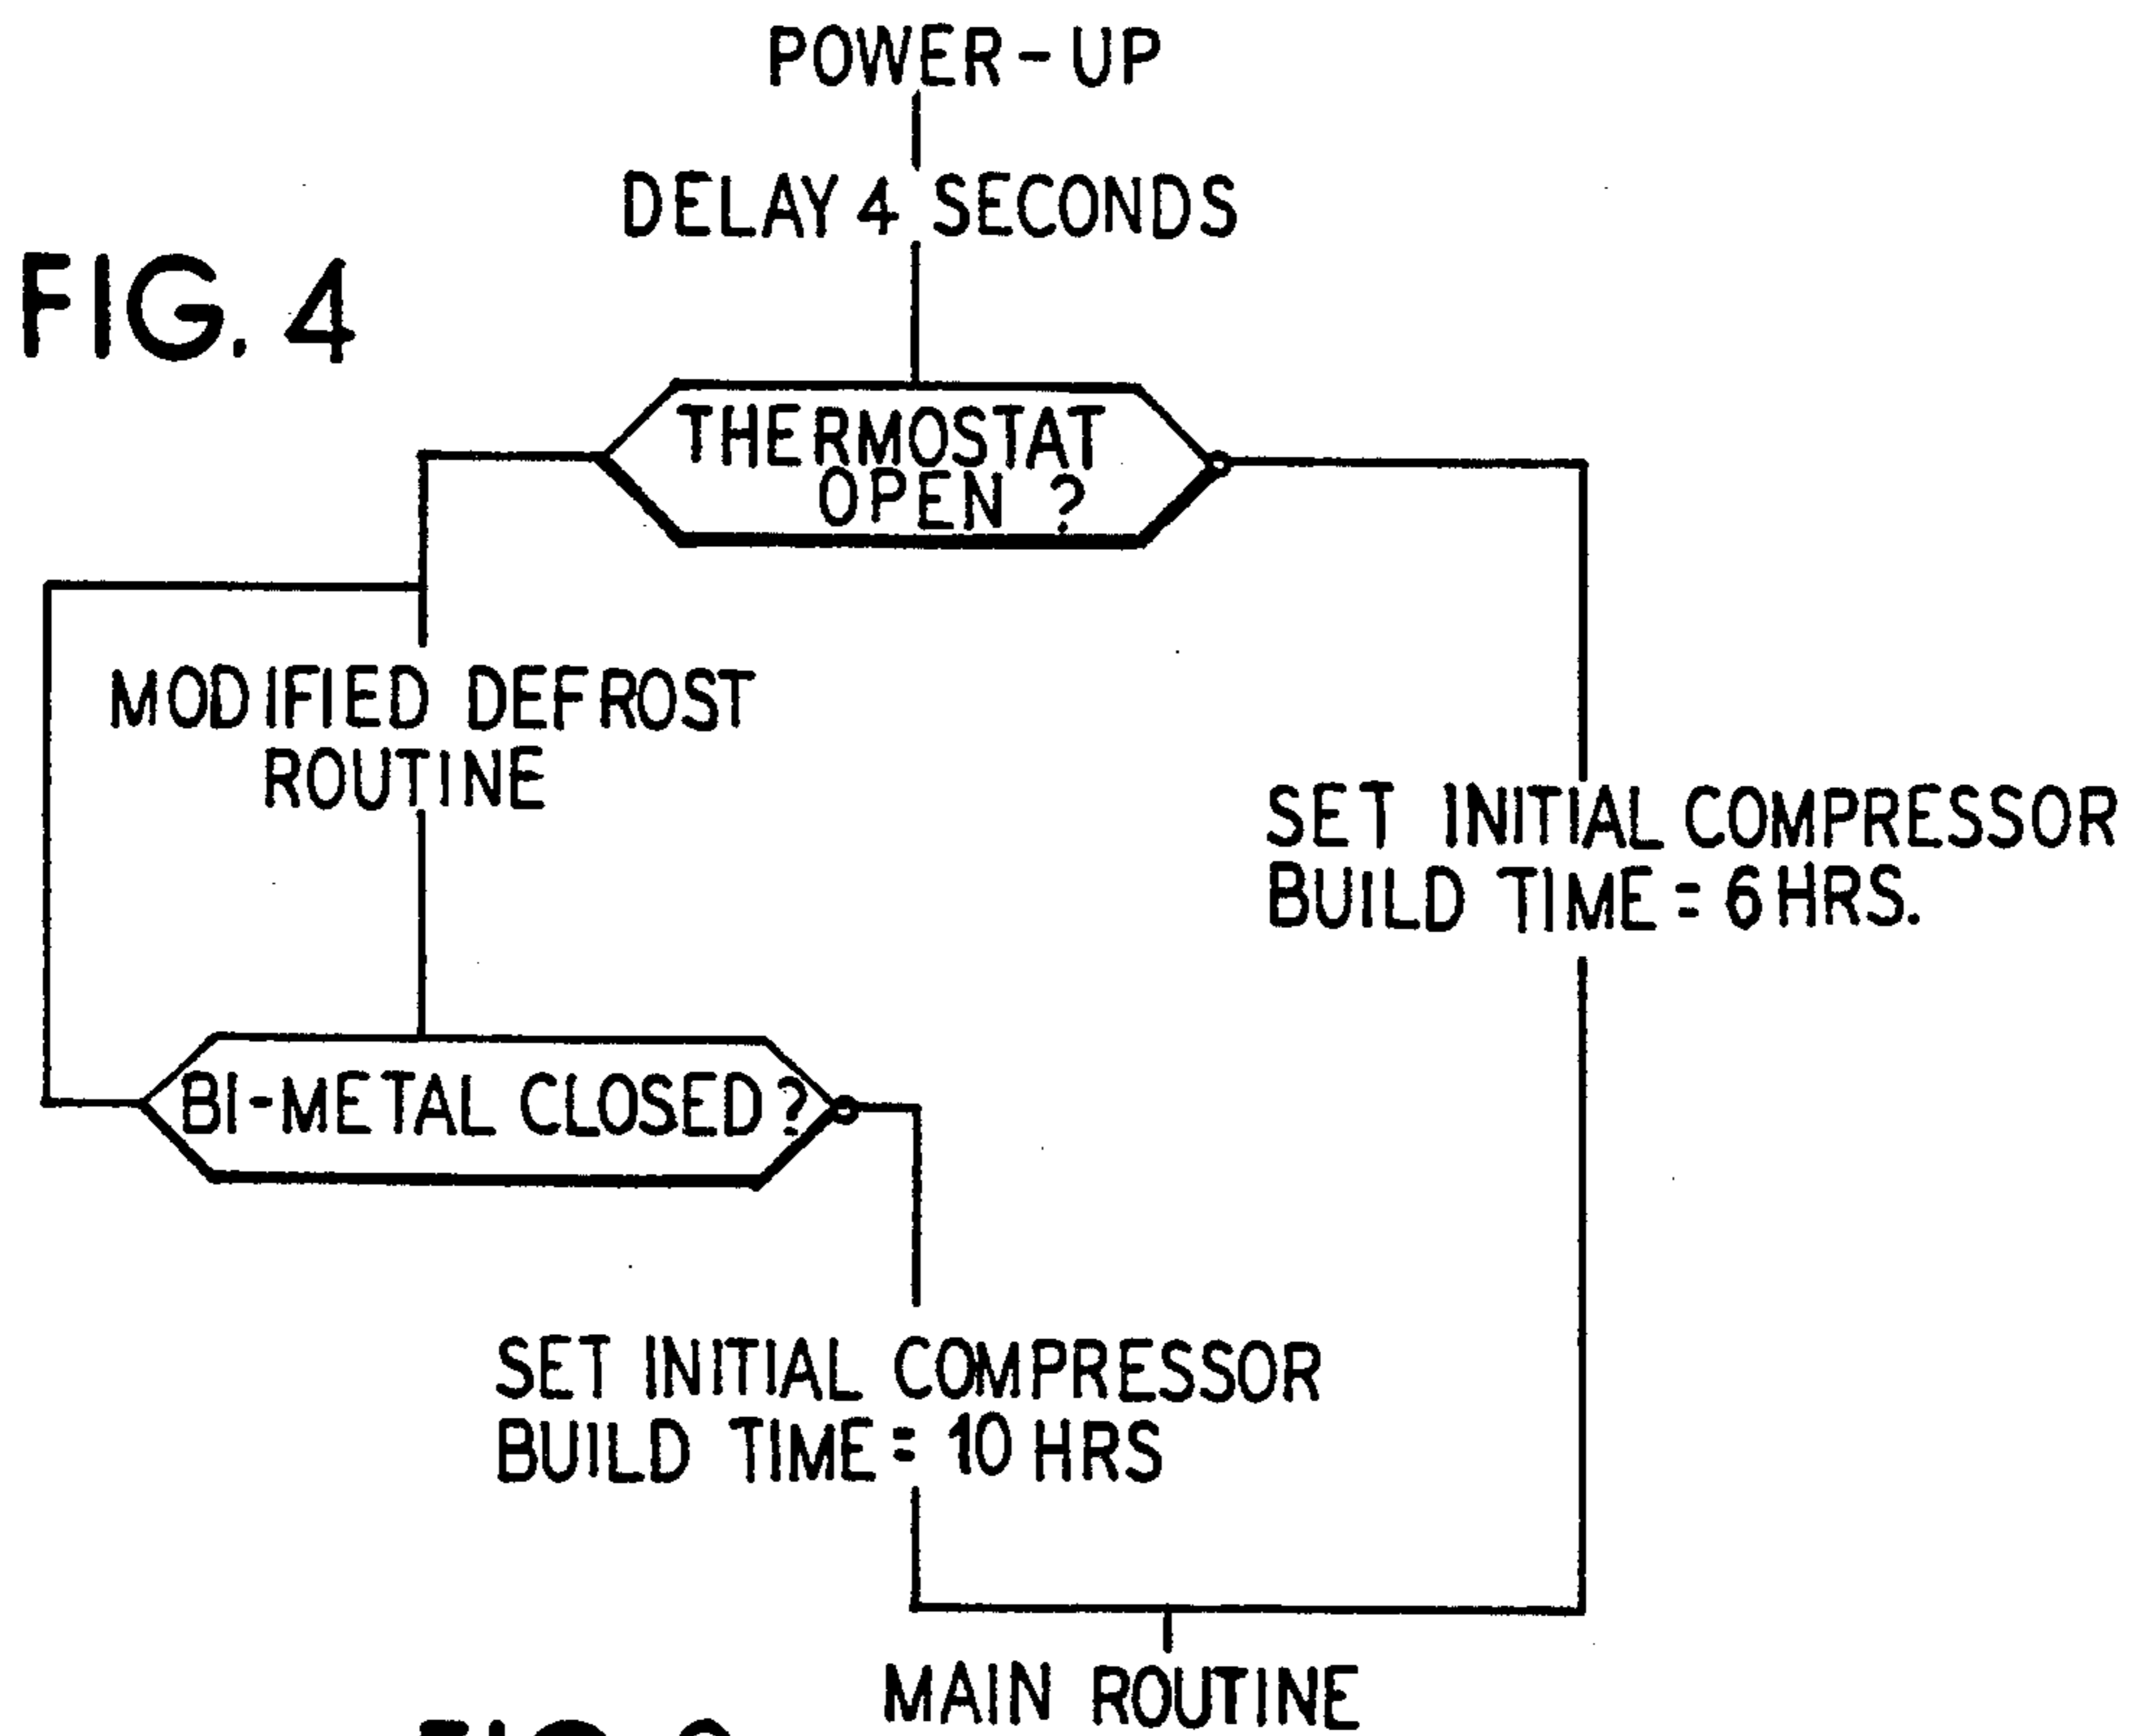 POWER-UP
DELAY 4 SECONDS
FIG. 4
THERMOSTAT
OPEN ?
MODIFIED DEFROST
ROUTINE
SET INITIAL COMPRESSOR
BUILD TIME = 6 HRS.
BI-METAL CLOSED ?
SET INITIAL COMPRESSOR
BUILD TIME = 10 HRS
MAIN ROUTINE